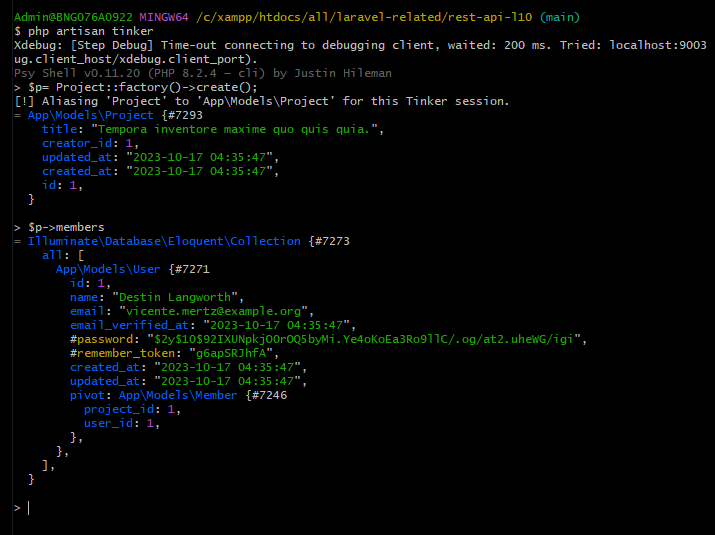 Admin@BNG076A0922 MINGW64 /c/xampp/htdocs/all/laravel-related/rest-api-l10 (main)
$ php artisan tinker
Xdebug: [Step Debug] Time-out connecting to debugging client, waited: 200 ms. Tried: localhost:9003
ug.client_host/xdebug.client_port).
Psy Shell v0.11.20 (PHP 8.2.4 — cli) by Justin Hileman
> $p= Project::factory()->create();
[!] Aliasing 'Project' to 'App\Models\Project' for this Tinker session.
= App\Models\Project {#7293
    title: "Tempora inventore maxime quo quis quia.",
    creator_id: 1,
    updated_at: "2023-10-17 04:35:47",
    created_at: "2023-10-17 04:35:47",
    id: 1,
  }
> $p->members
= Illuminate\Database\Eloquent\Collection {#7273
    all: [
      App\Models\User {#7271
        id: 1,
        name: "Destin Langworth",
        email: "vicente.mertz@example.org",
        email_verified_at: "2023-10-17 04:35:47",
        #password: "$2y$10$92IXUNpkjO0rOQ5byMi.Ye4oKoEa3Ro9llC/.og/at2.uheWG/igi",
        #remember_token: "g6apSRJhfA",
        created_at: "2023-10-17 04:35:47",
        updated_at: "2023-10-17 04:35:47",
        pivot: App\Models\Member {#7246
          project_id: 1,
          user_id: 1,
        },
      },
    ],
  }
>